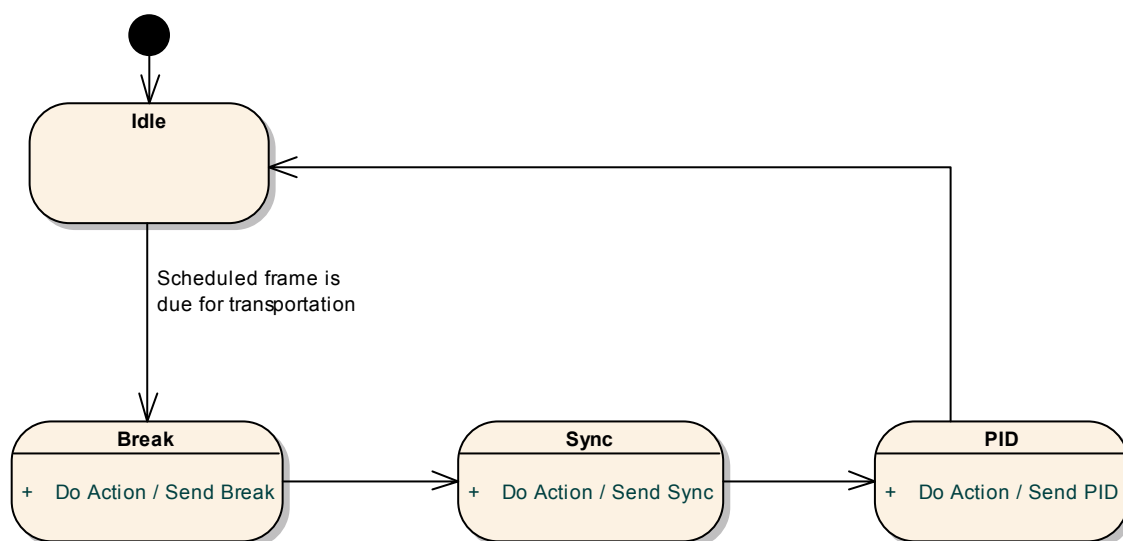 Idle
Scheduled frame is
due for transportation
Break
+ Do Action / Send Break
Sync
+ Do Action / Send Sync
PID
+ Do Action / Send PID